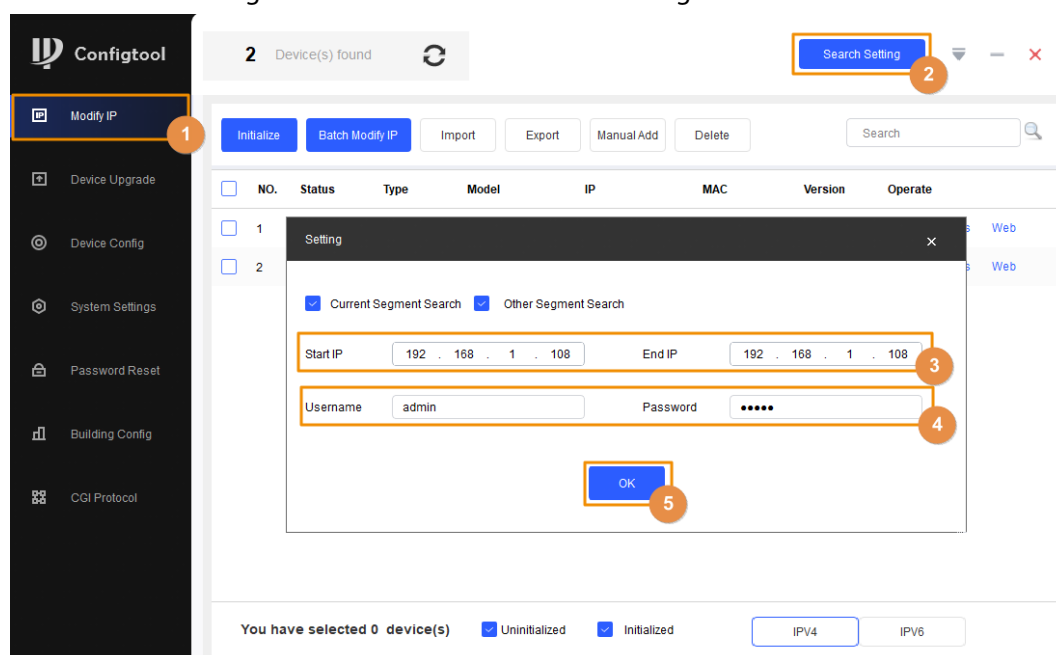 Configtool
2 Device(s) found
Search Setting
2
Modify IP
1
Initialize Batch Modify IP Import Export Manual Add Delete Search
Device Upgrade
NO. Status Type Model IP MAC Version Operate
1 s Web
Setting
Device Config
2 s Web
Current Segment Search Other Segment Search
System Settings
Start IP 192 . 168 . 1 . 108 End IP 192 . 168 . 1 . 108
3
Password Reset
Username admin Password •••••
4
Building Config
OK
5
CGI Protocol
You have selected 0 device(s) Uninitialized Initialized IPV4 IPV6